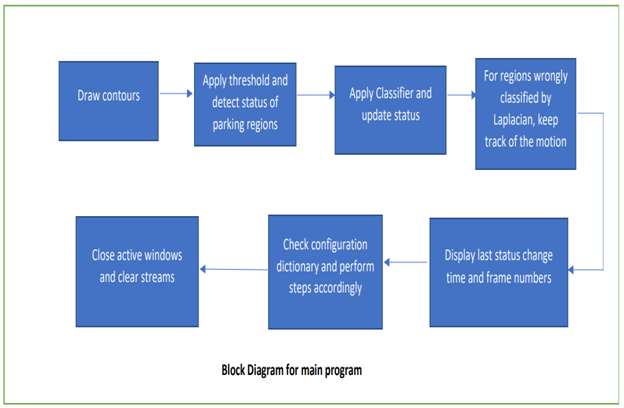 Draw contours
Apply threshold and
detect status of
parking regions
Apply Classifier and
update status
For regions wrongly
classified by
Laplacian, keep
track of the motion
Display last status change
time and frame numbers
Check configuration
dictionary and perform
steps accordingly
Close active windows
and clear streams
Block Diagram for main program